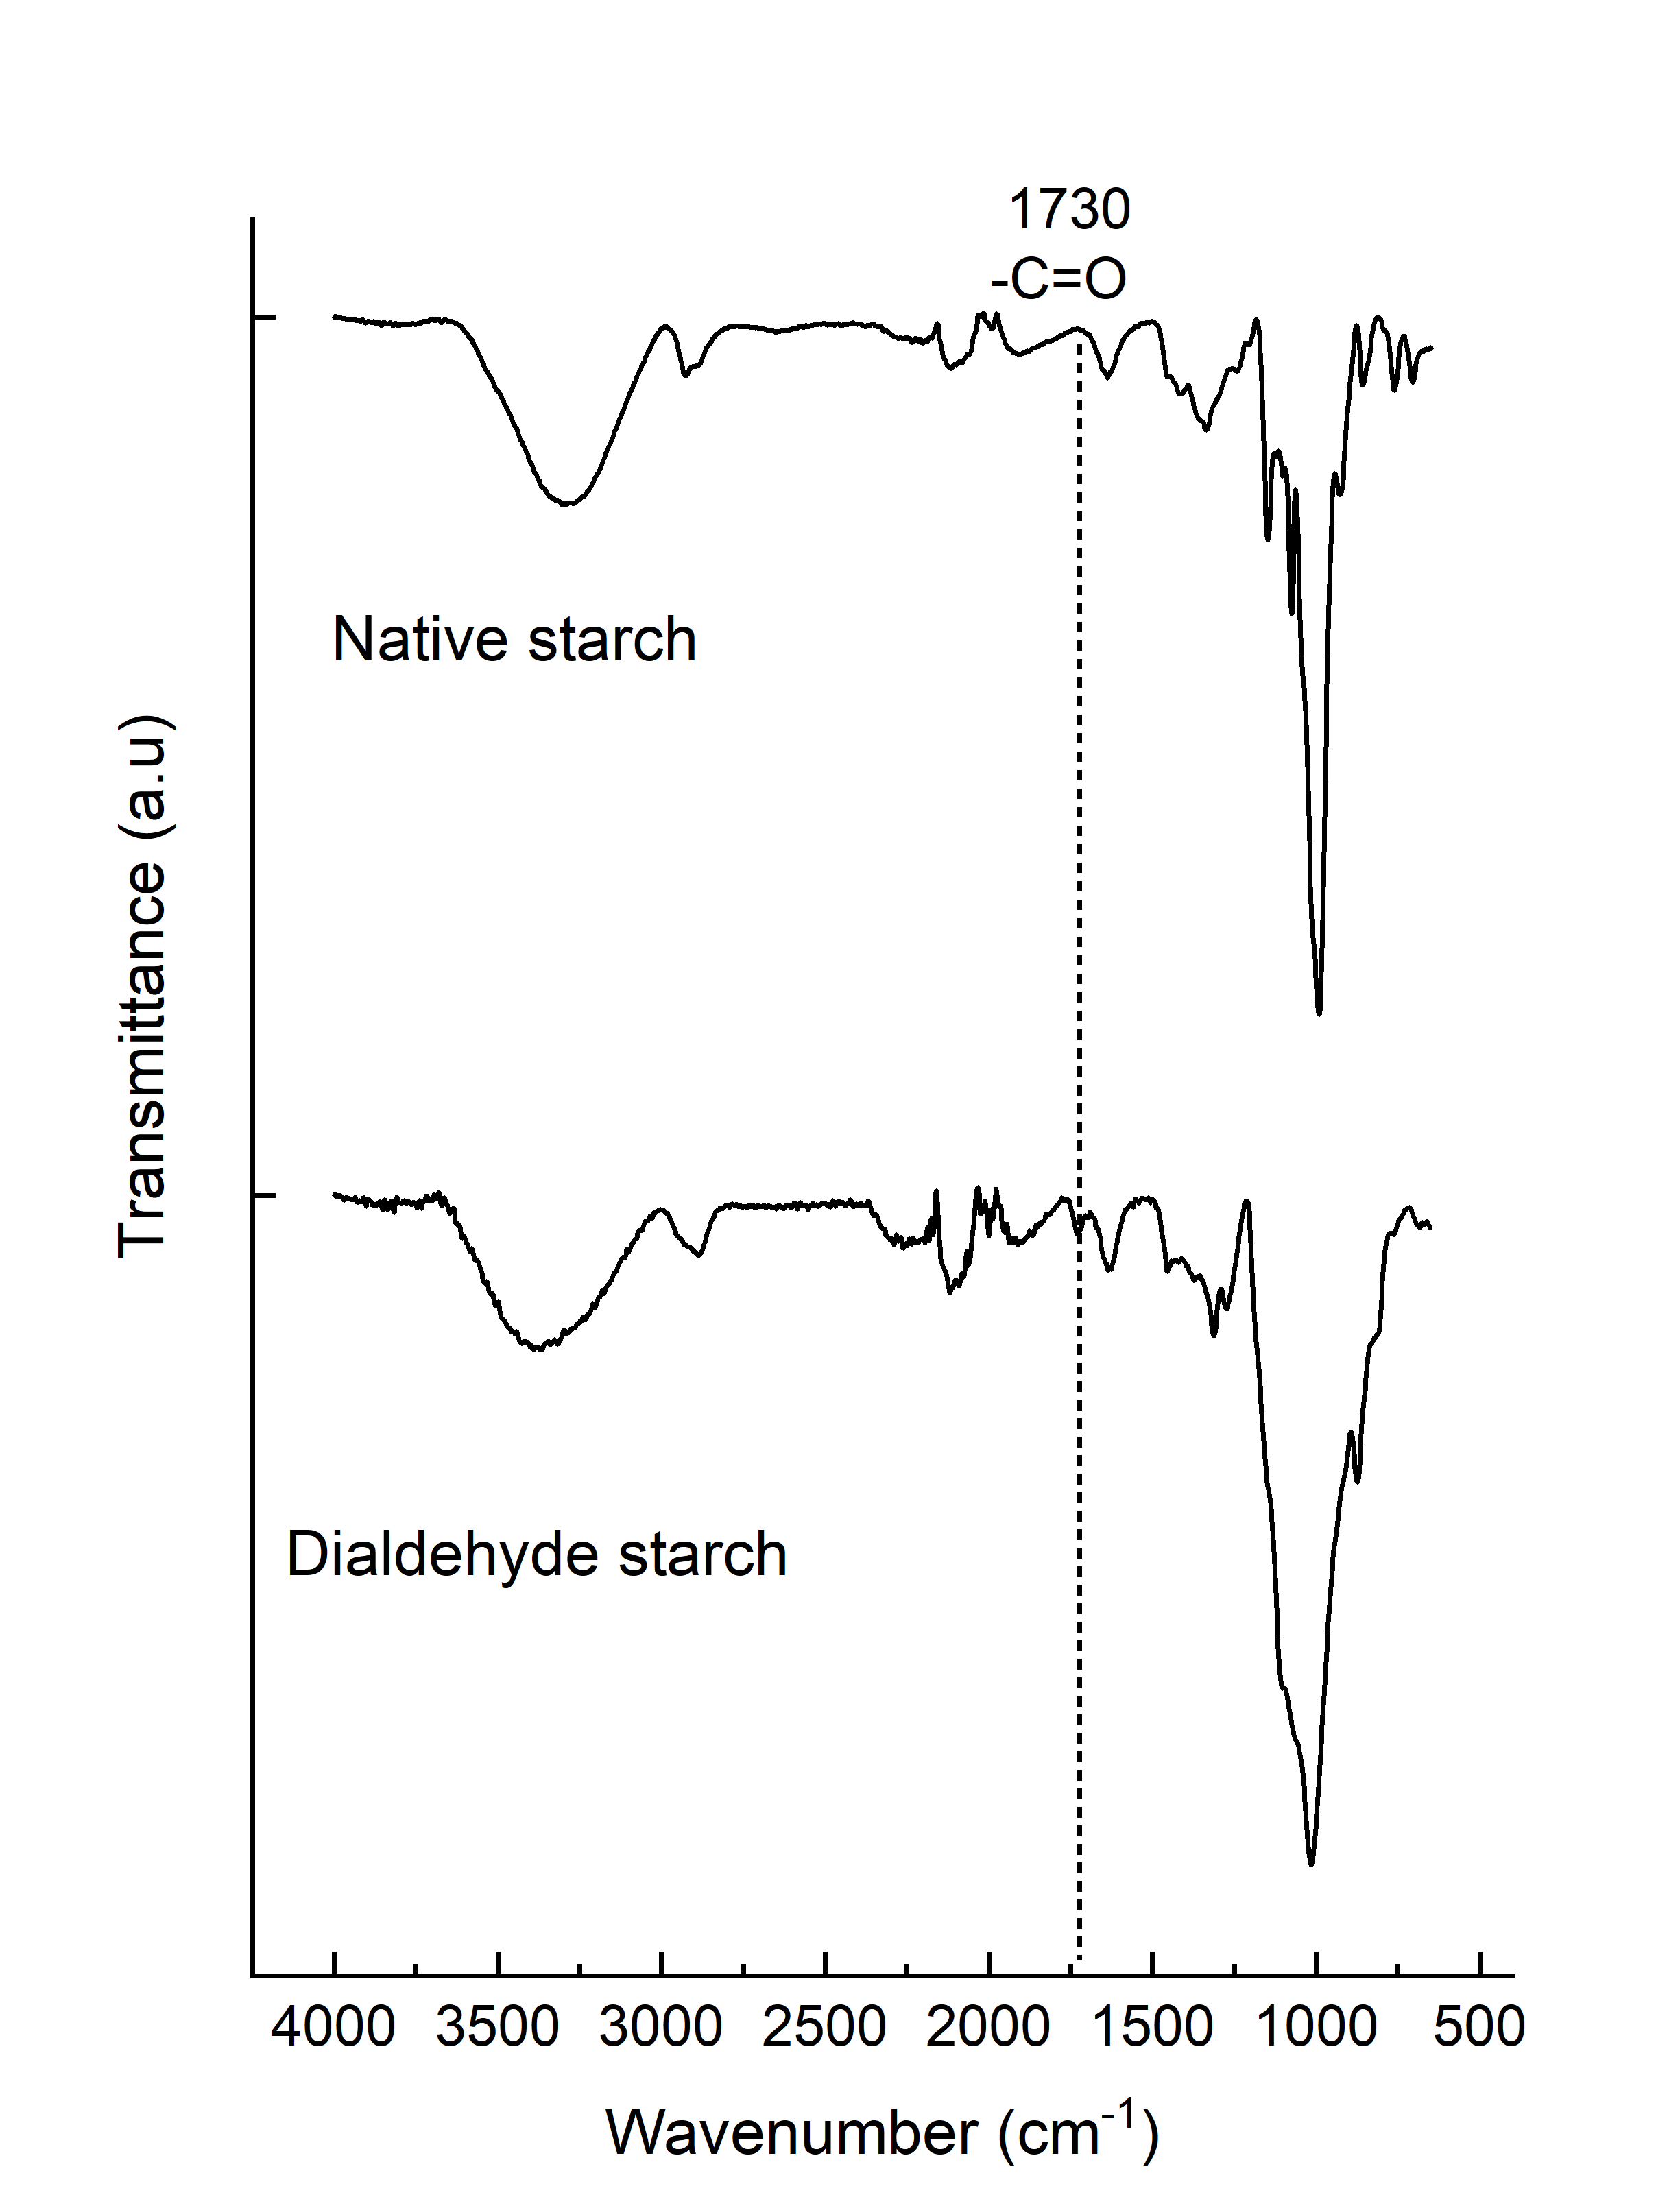 1730
-C=O
Native starch
Transmittance (a.u)
Dialdehyde starch
4000 3500 3000 2500 2000 1500 1000 500
Wavenumber (cm⁻¹)